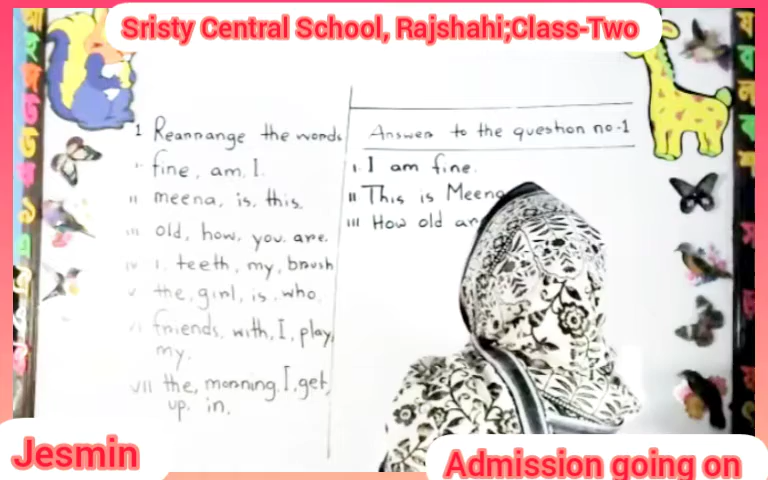 Sristy Central School, Rajshahi;Class-Two
1 Rearrange the words
i fine, am, I.
ii meena, is, this.
iii old, how, you, are.
iv I, teeth, my, brush
v the, girl, is, who.
vi friends, with, I, play,
my.
vii the, morning, I, get,
up, in.
Answer to the question no-1
i. I am fine.
ii This is Meena
iii How old are
Jesmin
Admission going on